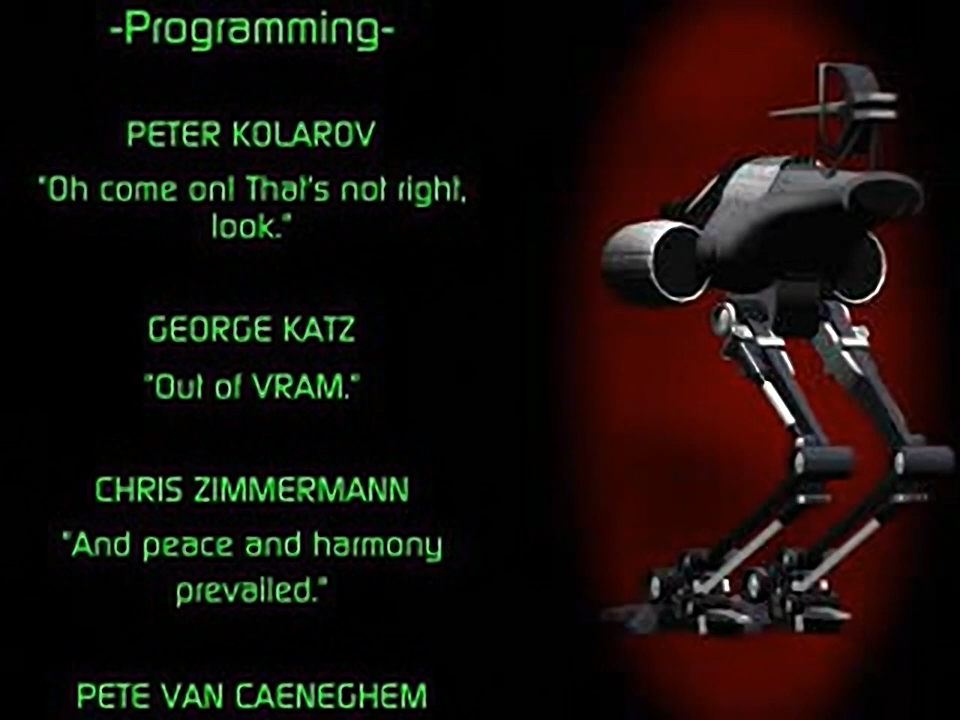 -Programming-
PETER KOLAROV
"Oh come on! That's not right,
look."
GEORGE KATZ
"Out of VRAM."
CHRIS ZIMMERMANN
"And peace and harmony
prevailed."
PETE VAN CAENEGHEM